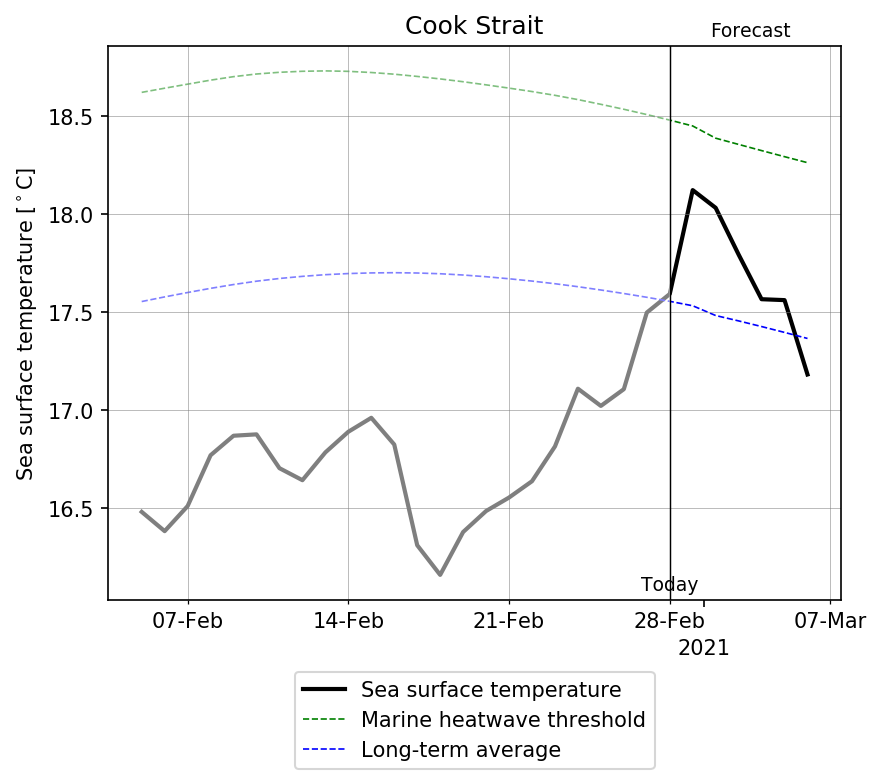 Cook Strait
Forecast
Sea surface temperature [°C]
18.5
18.0
17.5
17.0
16.5
Today
07-Feb
14-Feb
21-Feb
28-Feb
07-Mar
2021
Sea surface temperature
Marine heatwave threshold
Long-term average